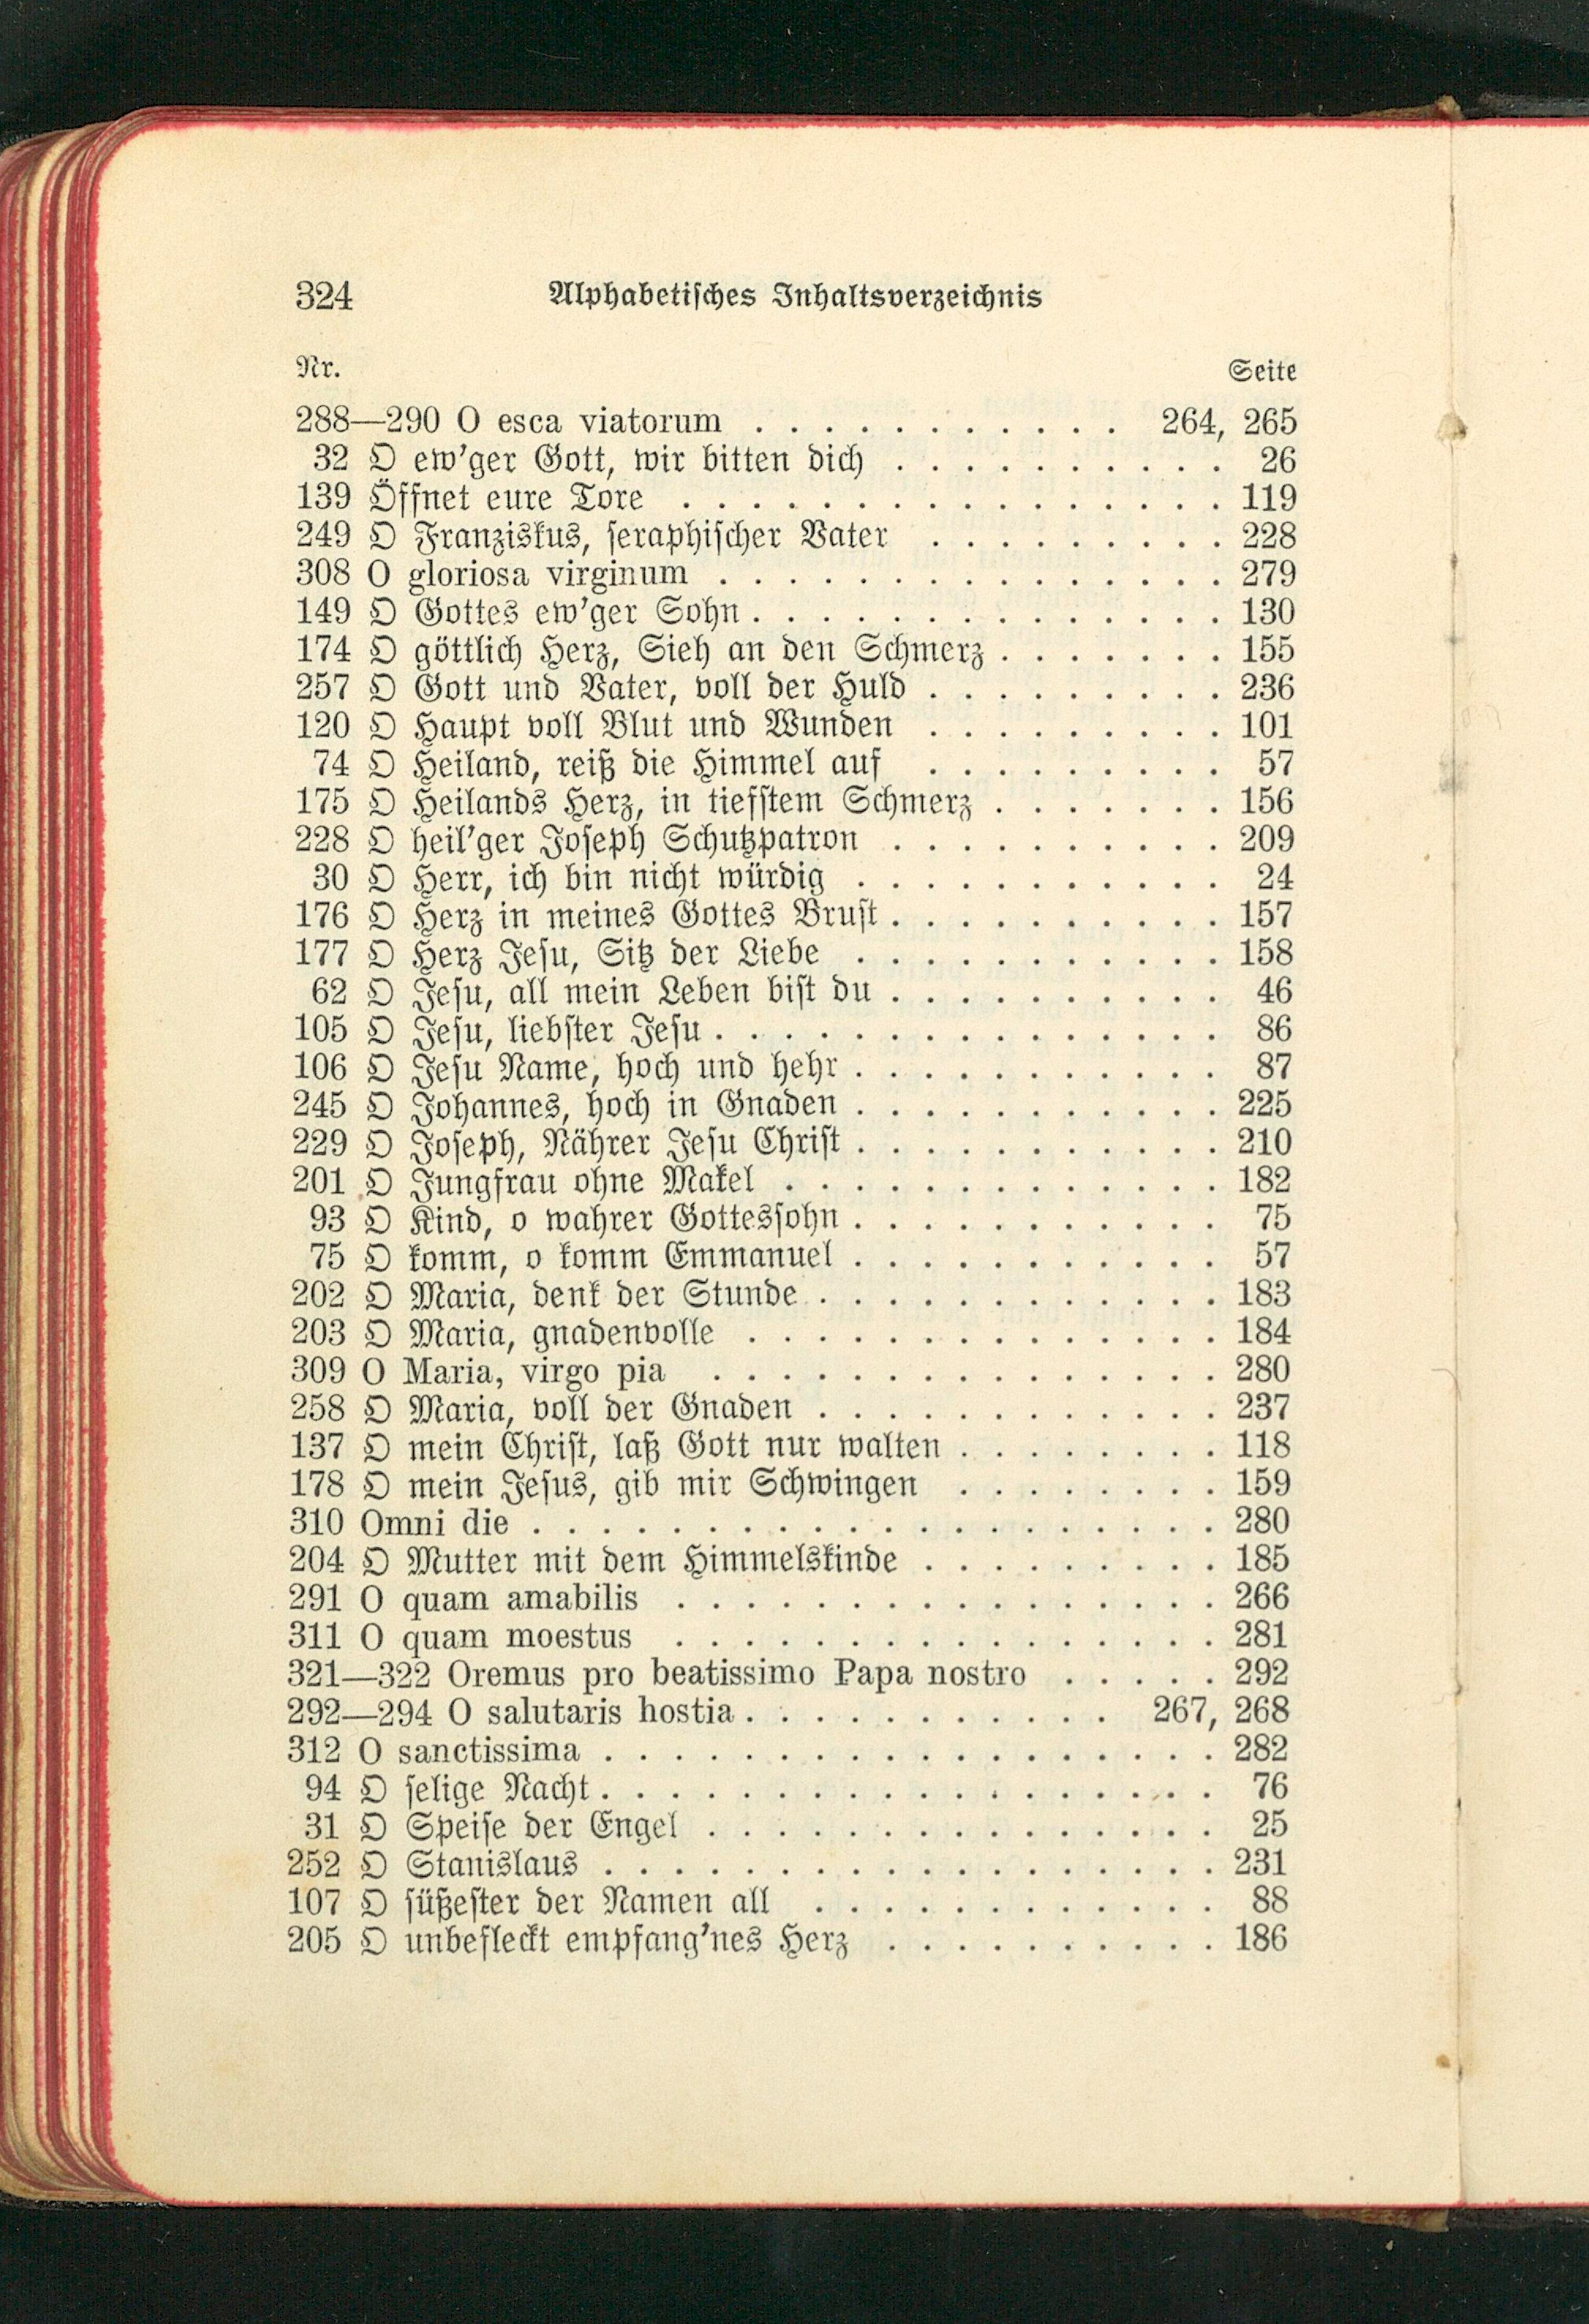 324 Alphabetisches Inhaltsverzeichnis
Nr. Seite
288—290 O esca viatorum . . . . . . . . . . . 264, 265
32 O ew'ger Gott, wir bitten dich . . . . . . . . . . 26
139 Öffnet eure Tore . . . . . . . . . . . . . . . . 119
249 O Franziskus, seraphischer Vater . . . . . . . . . 228
308 O gloriosa virginum . . . . . . . . . . . . . . . 279
149 O Gottes ew'ger Sohn . . . . . . . . . . . . . . 130
174 O göttlich Herz, Sieh an den Schmerz . . . . . . . 155
257 O Gott und Vater, voll der Huld . . . . . . . . . 236
120 O Haupt voll Blut und Wunden . . . . . . . . . 101
74 O Heiland, reiß die Himmel auf . . . . . . . . . 57
175 O Heilands Herz, in tiefstem Schmerz . . . . . . . 156
228 O heil'ger Joseph Schutzpatron . . . . . . . . . . 209
30 O Herr, ich bin nicht würdig . . . . . . . . . . . 24
176 O Herz in meines Gottes Brust . . . . . . . . . . 157
177 O Herz Jesu, Sitz der Liebe . . . . . . . . . . . 158
62 O Jesu, all mein Leben bist du . . . . . . . . . . 46
105 O Jesu, liebster Jesu . . . . . . . . . . . . . . . 86
106 O Jesu Name, hoch und hehr . . . . . . . . . . . 87
245 O Johannes, hoch in Gnaden . . . . . . . . . . . 225
229 O Joseph, Nährer Jesu Christ . . . . . . . . . . . 210
201 O Jungfrau ohne Makel . . . . . . . . . . . . . 182
93 O Kind, o wahrer Gottessohn . . . . . . . . . . . 75
75 O komm, o komm Emmanuel . . . . . . . . . . . 57
202 O Maria, denk der Stunde . . . . . . . . . . . . 183
203 O Maria, gnadenvolle . . . . . . . . . . . . . . 184
309 O Maria, virgo pia . . . . . . . . . . . . . . . 280
258 O Maria, voll der Gnaden . . . . . . . . . . . . 237
137 O mein Christ, laß Gott nur walten . . . . . . . . 118
178 O mein Jesus, gib mir Schwingen . . . . . . . . 159
310 Omni die . . . . . . . . . . . . . . . . . . . . 280
204 O Mutter mit dem Himmelskinde . . . . . . . . . 185
291 O quam amabilis . . . . . . . . . . . . . . . . 266
311 O quam moestus . . . . . . . . . . . . . . . . 281
321—322 Oremus pro beatissimo Papa nostro . . . . . 292
292—294 O salutaris hostia . . . . . . . . . . . 267, 268
312 O sanctissima . . . . . . . . . . . . . . . . . . 282
94 O selige Nacht . . . . . . . . . . . . . . . . . . 76
31 O Speise der Engel . . . . . . . . . . . . . . . 25
252 O Stanislaus . . . . . . . . . . . . . . . . . . 231
107 O süßester der Namen all . . . . . . . . . . . . 88
205 O unbefleckt empfang'nes Herz . . . . . . . . . . 186